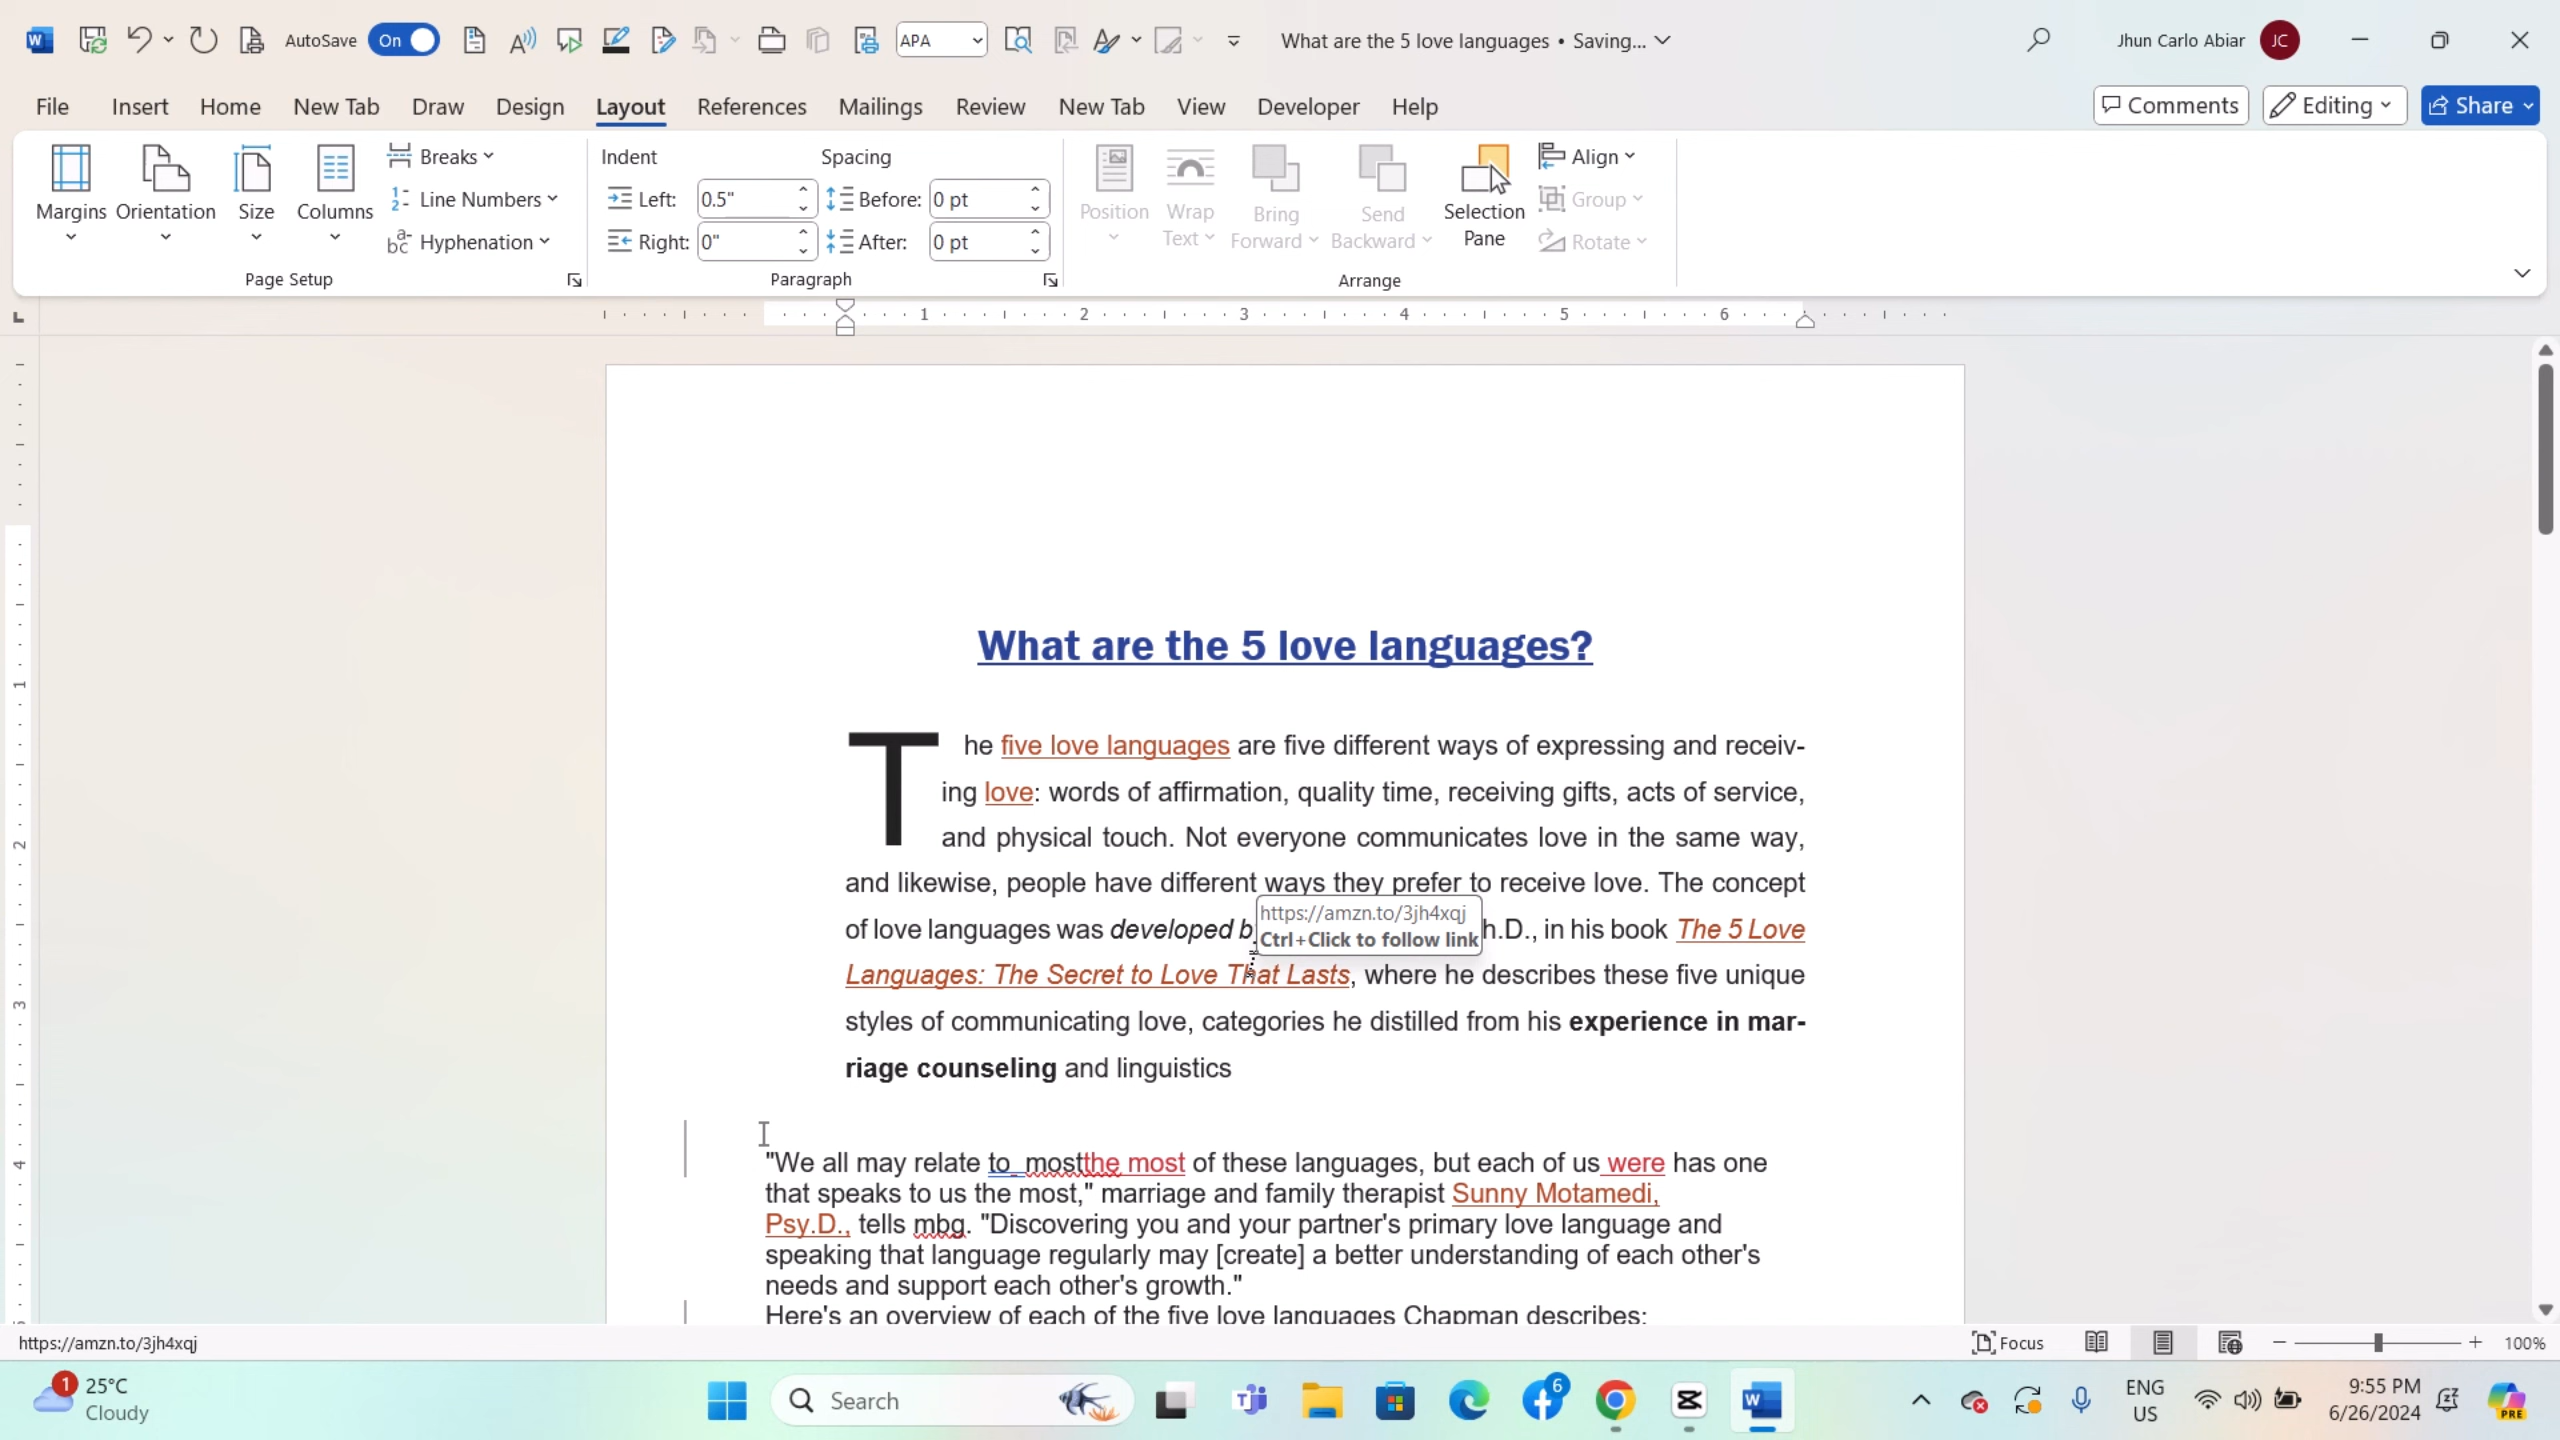 AutoSave On APA What are the 5 love languages • Saving... Jhun Carlo Abiar JC
File Insert Home New Tab Draw Design Layout References Mailings Review New Tab View Developer Help Comments Editing Share
Margins Orientation Size Columns Breaks Line Numbers Hyphenation
Page Setup
Indent Spacing
Left: 0.5" Before: 0 pt
Right: 0" After: 0 pt
Paragraph
Position Wrap Text Bring Forward Send Backward Selection Pane Align Group Rotate
Arrange
1 2 3 4 5 6
What are the 5 love languages?
The five love languages are five different ways of expressing and receiv-
ing love: words of affirmation, quality time, receiving gifts, acts of service,
and physical touch. Not everyone communicates love in the same way,
and likewise, people have different ways they prefer to receive love. The concept
of love languages was developed b h.D., in his book The 5 Love
https://amzn.to/3jh4xqj
Ctrl+Click to follow link
Languages: The Secret to Love That Lasts, where he describes these five unique
styles of communicating love, categories he distilled from his experience in mar-
riage counseling and linguistics
"We all may relate to mostthe most of these languages, but each of us were has one
that speaks to us the most," marriage and family therapist Sunny Motamedi,
Psy.D., tells mbg. "Discovering you and your partner's primary love language and
speaking that language regularly may [create] a better understanding of each other's
needs and support each other's growth."
Here's an overview of each of the five love languages Chapman describes:
1
2
3
4
https://amzn.to/3jh4xqj Focus 100%
1 25°C
Cloudy
Search
6
ENG
US
9:55 PM
6/26/2024
PRE